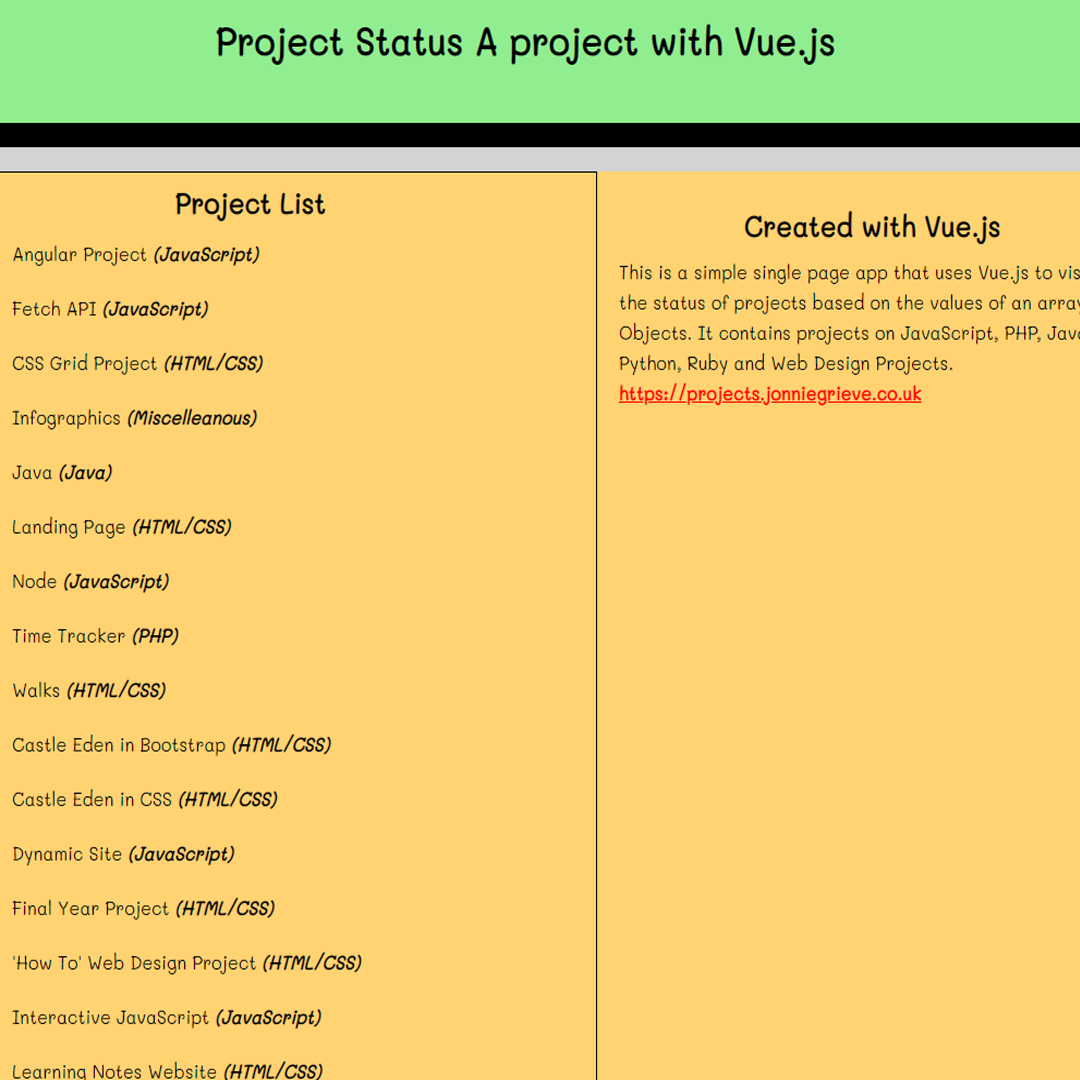 Project Status A project with Vue.js
Project List
Angular Project (JavaScript)
Fetch API (JavaScript)
CSS Grid Project (HTML/CSS)
Infographics (Miscelleanous)
Java (Java)
Landing Page (HTML/CSS)
Node (JavaScript)
Time Tracker (PHP)
Walks (HTML/CSS)
Castle Eden in Bootstrap (HTML/CSS)
Castle Eden in CSS (HTML/CSS)
Dynamic Site (JavaScript)
Final Year Project (HTML/CSS)
'How To' Web Design Project (HTML/CSS)
Interactive JavaScript (JavaScript)
Learning Notes Website (HTML/CSS)
Created with Vue.js
This is a simple single page app that uses Vue.js to
the status of projects based on the values of an array
Objects. It contains projects on JavaScript, PHP,
Python, Ruby and Web Design Projects.
https://projects.jonniegrieve.co.uk